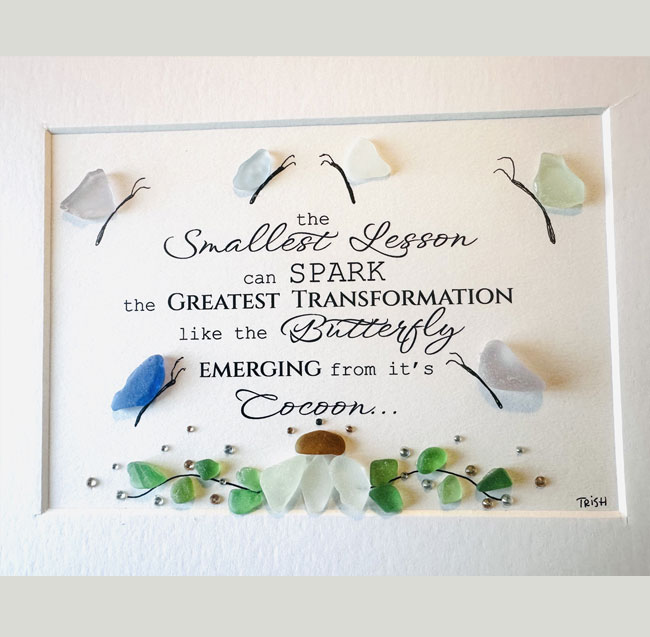 the
Smallest Lesson
can SPARK
the GREATEST TRANSFORMATION
like the Butterfly
EMERGING from it's
Cocoon...
TRISH